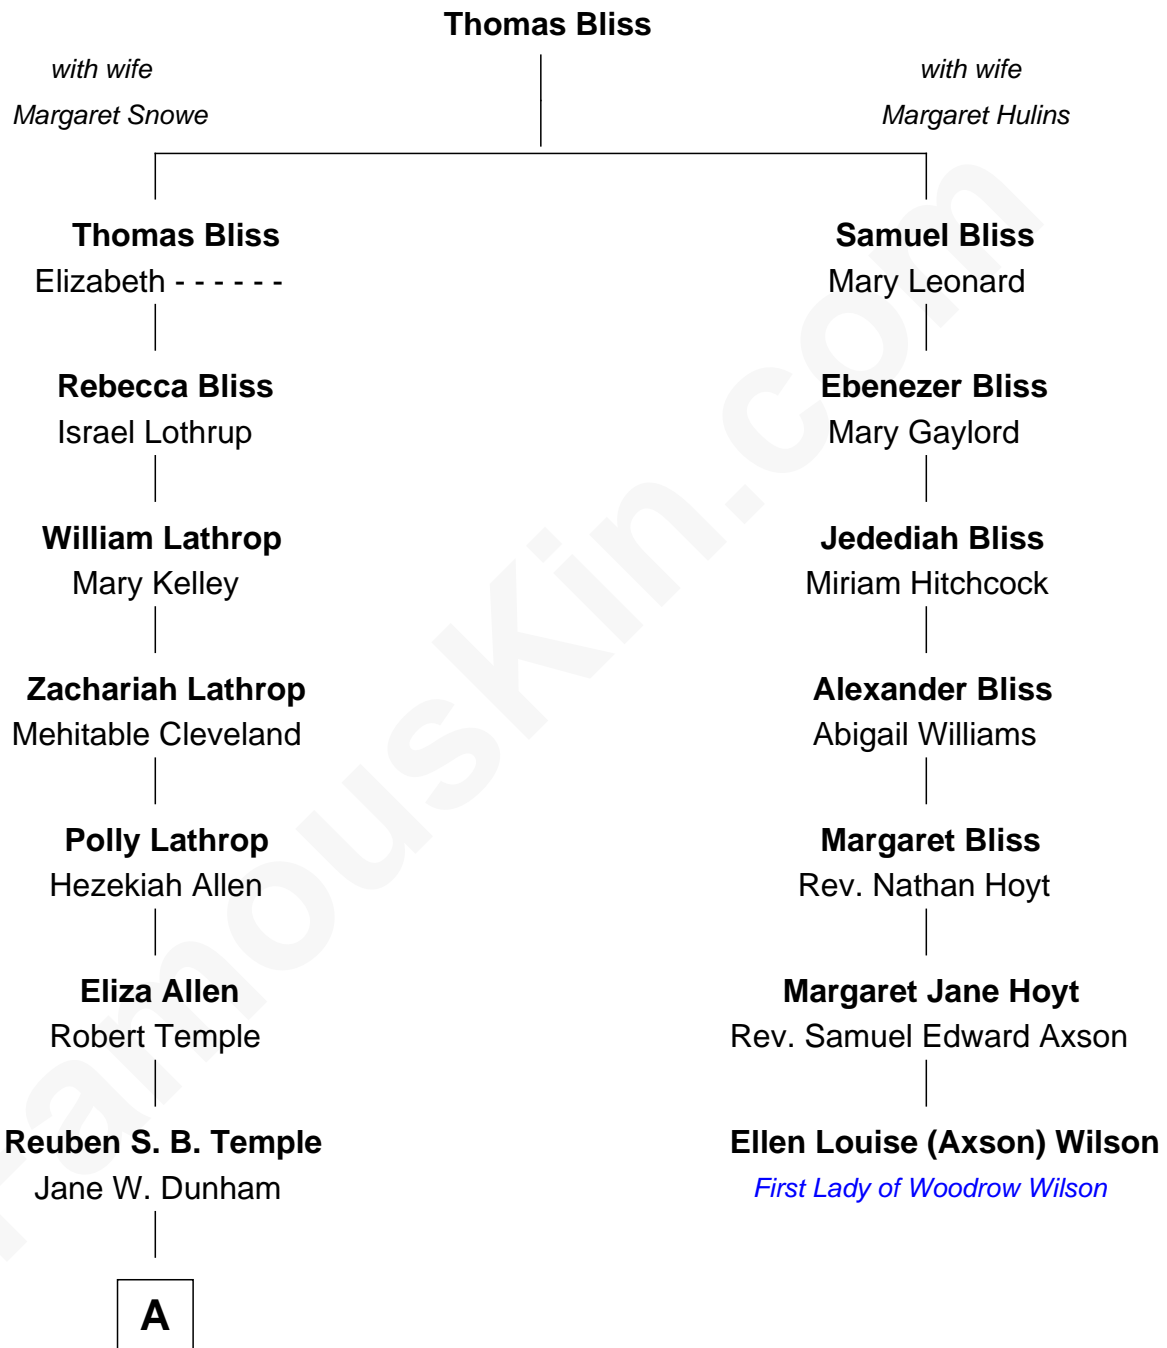 Thomas Bliss
with wife
Margaret Snowe
with wife
Margaret Hulins
Thomas Bliss
Elizabeth - - - - - -
Samuel Bliss
Mary Leonard
Rebecca Bliss
Israel Lothrup
Ebenezer Bliss
Mary Gaylord
William Lathrop
Mary Kelley
Jedediah Bliss
Miriam Hitchcock
Zachariah Lathrop
Mehitable Cleveland
Alexander Bliss
Abigail Williams
Polly Lathrop
Hezekiah Allen
Margaret Bliss
Rev. Nathan Hoyt
Eliza Allen
Robert Temple
Margaret Jane Hoyt
Rev. Samuel Edward Axson
Reuben S. B. Temple
Jane W. Dunham
Ellen Louise (Axson) Wilson
First Lady of Woodrow Wilson
A
FamousKin.com